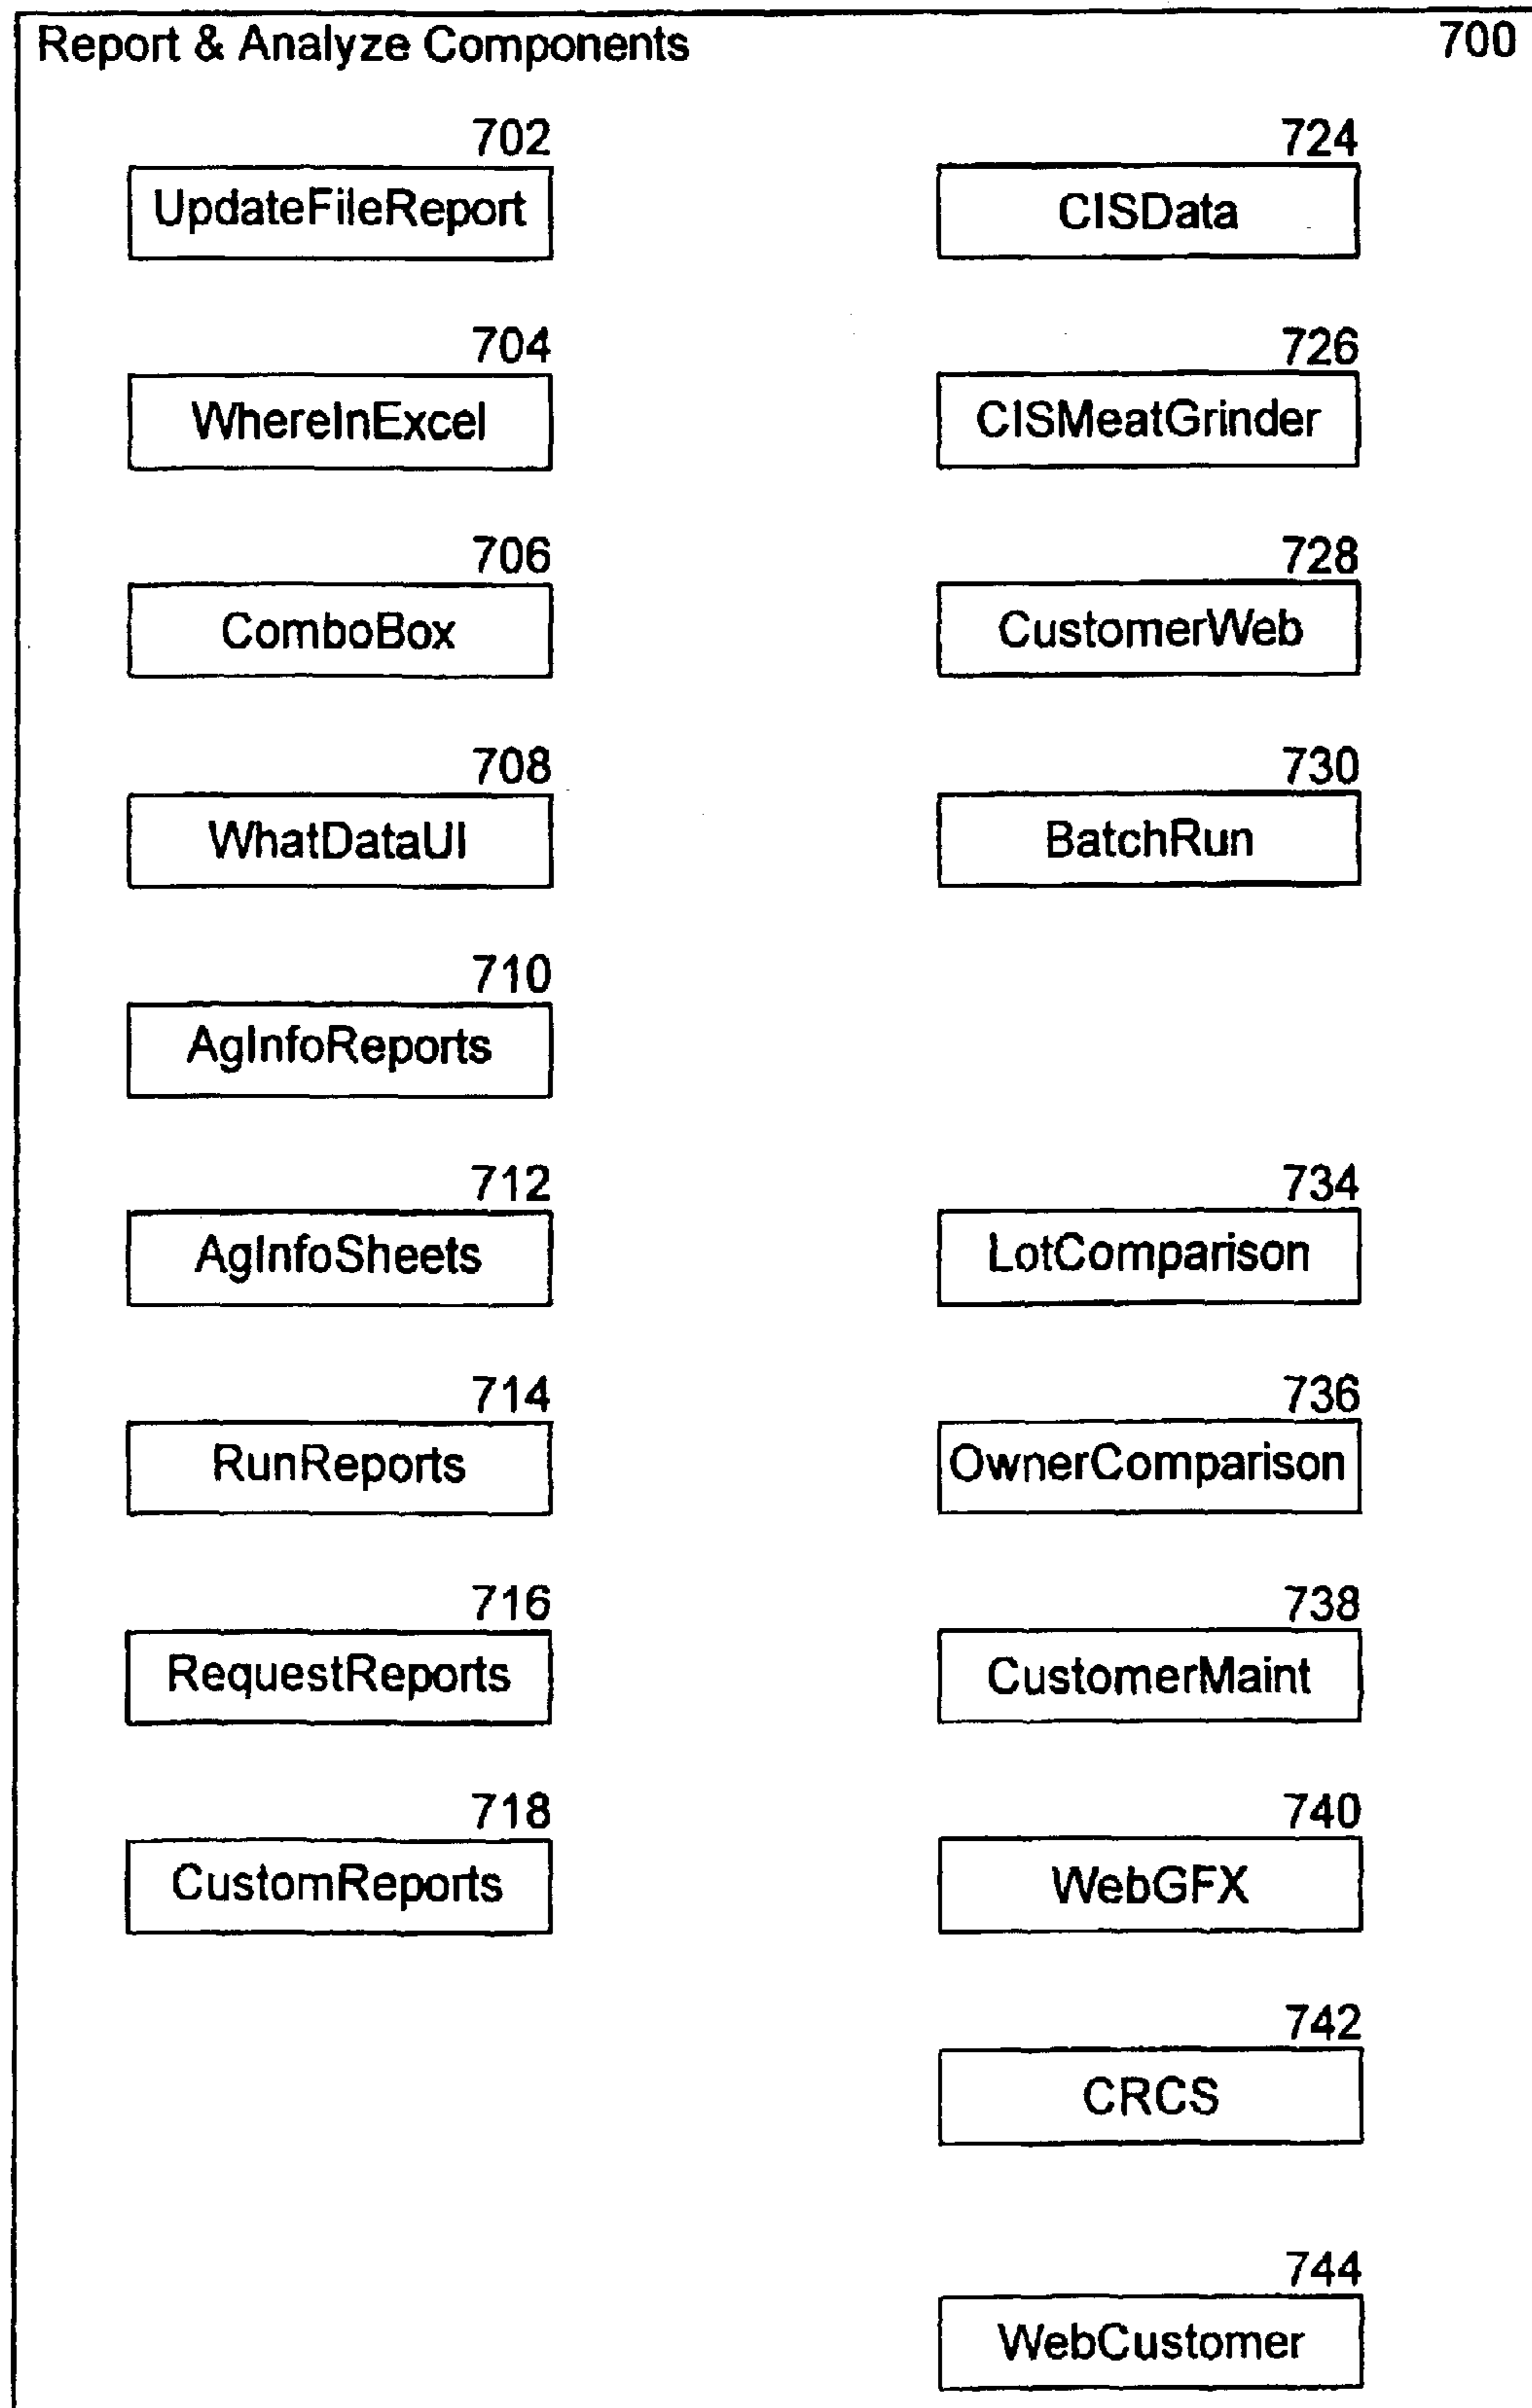 Report & Analyze Components 700
702
UpdateFileReport
704
WhereInExcel
706
ComboBox
708
WhatDataUI
710
AgInfoReports
712
AgInfoSheets
714
RunReports
716
RequestReports
718
CustomReports
724
CISData
726
CISMeatGrinder
728
CustomerWeb
730
BatchRun
734
LotComparison
736
OwnerComparison
738
CustomerMaint
740
WebGFX
742
CRCS
744
WebCustomer